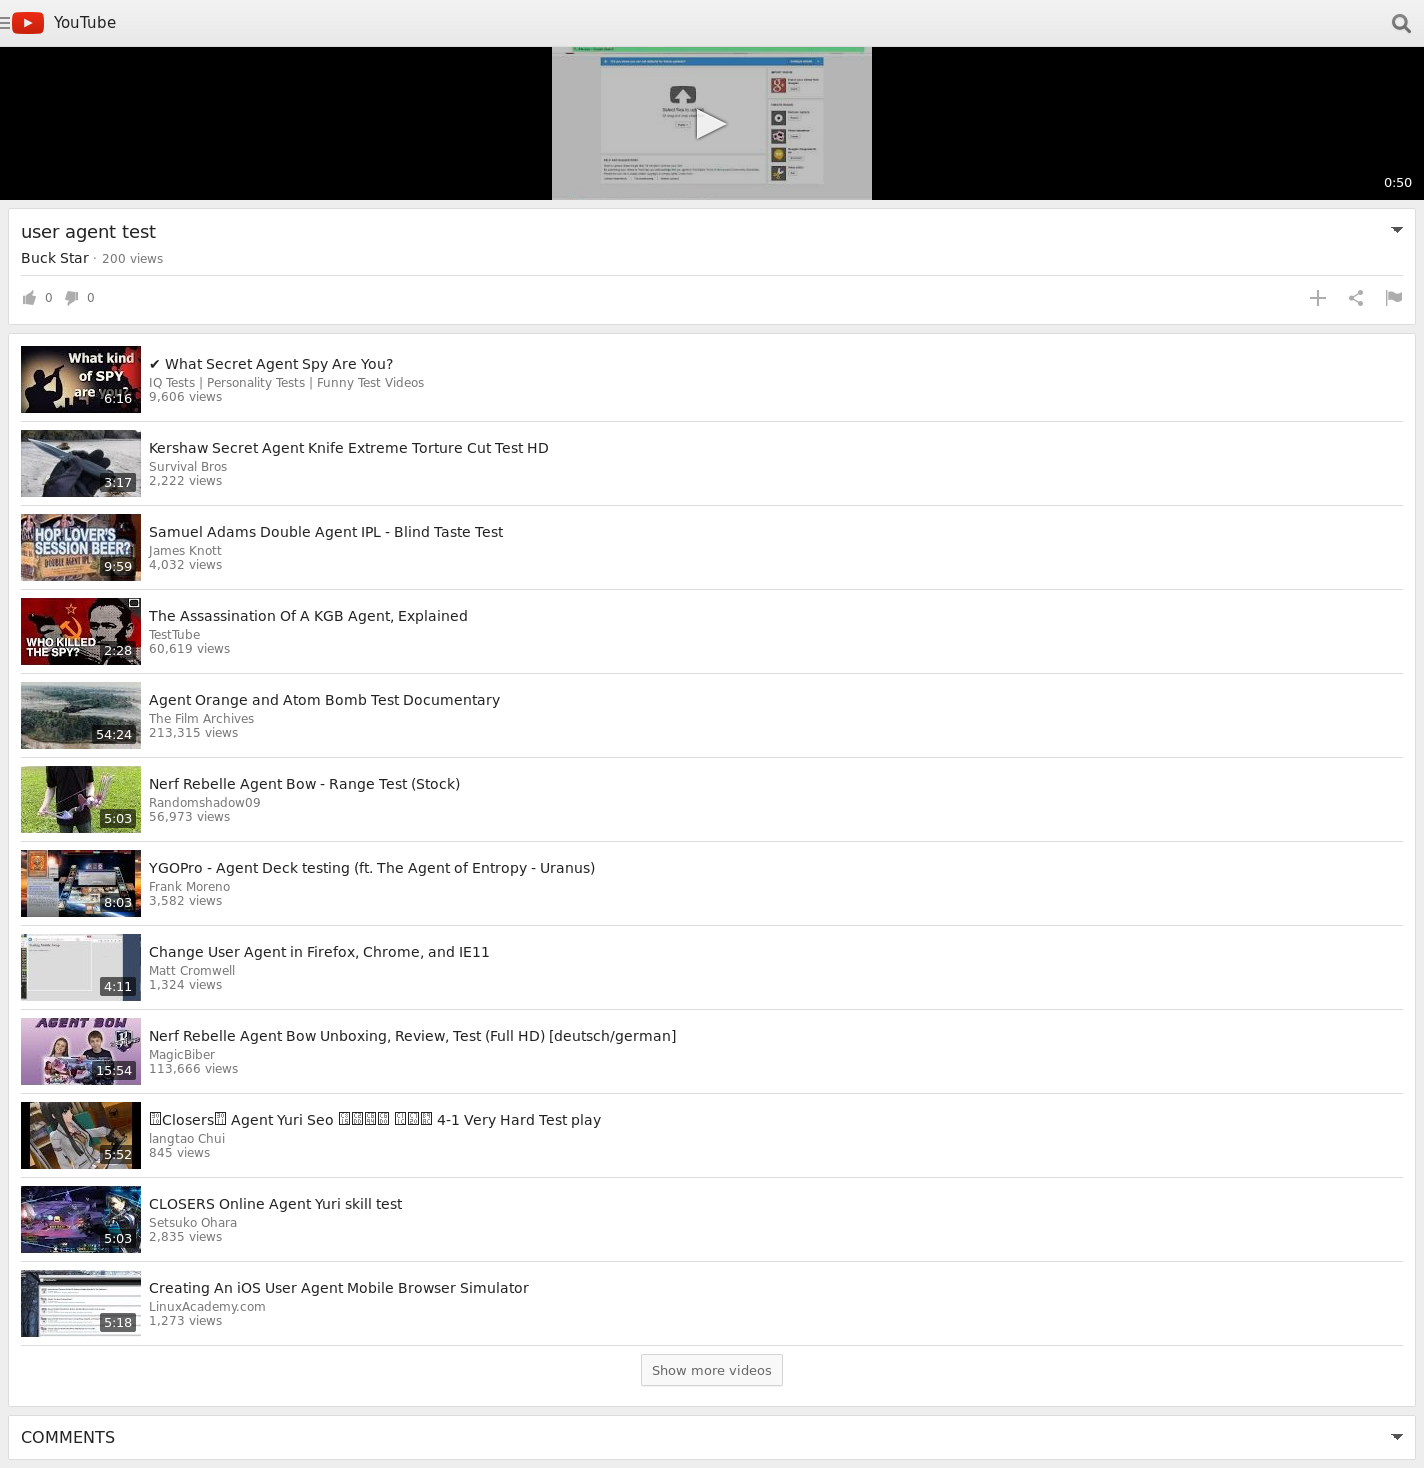 YouTube
0:50
user agent test
Buck Star · 200 views
0 0
What kind
of SPY
are you?
6:16
✔ What Secret Agent Spy Are You?
IQ Tests | Personality Tests | Funny Test Videos
9,606 views
3:17
Kershaw Secret Agent Knife Extreme Torture Cut Test HD
Survival Bros
2,222 views
HOP LOVER'S
SESSION BEER?
DOUBLE AGENT IPL
9:59
Samuel Adams Double Agent IPL - Blind Taste Test
James Knott
4,032 views
WHO KILLED
THE SPY?
2:28
The Assassination Of A KGB Agent, Explained
TestTube
60,619 views
54:24
Agent Orange and Atom Bomb Test Documentary
The Film Archives
213,315 views
5:03
Nerf Rebelle Agent Bow - Range Test (Stock)
Randomshadow09
56,973 views
8:03
YGOPro - Agent Deck testing (ft. The Agent of Entropy - Uranus)
Frank Moreno
3,582 views
4:11
Change User Agent in Firefox, Chrome, and IE11
Matt Cromwell
1,324 views
AGENT BOW
15:54
Nerf Rebelle Agent Bow Unboxing, Review, Test (Full HD) [deutsch/german]
MagicBiber
113,666 views
5:52
Closers Agent Yuri Seo 4-1 Very Hard Test play
langtao Chui
845 views
5:03
CLOSERS Online Agent Yuri skill test
Setsuko Ohara
2,835 views
5:18
Creating An iOS User Agent Mobile Browser Simulator
LinuxAcademy.com
1,273 views
Show more videos
COMMENTS